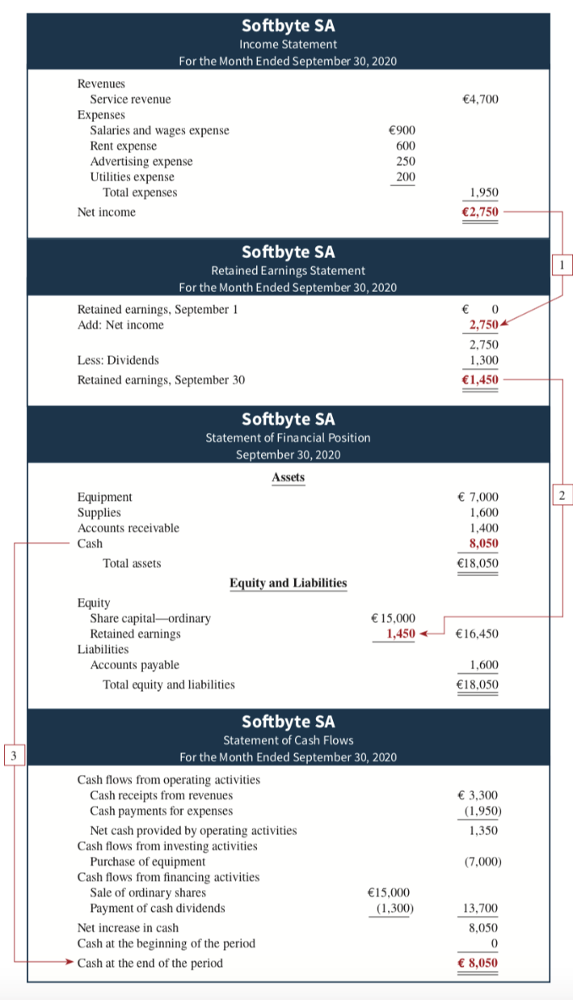 Softbyte SA
Income Statement
For the Month Ended September 30, 2020
Revenues
Service revenue €4,700
Expenses
Salaries and wages expense €900
Rent expense 600
Advertising expense 250
Utilities expense 200
Total expenses 1,950
Net income €2,750
Softbyte SA
1
Retained Earnings Statement
For the Month Ended September 30, 2020
Retained earnings, September 1 € 0
Add: Net income 2,750
2,750
Less: Dividends 1,300
Retained earnings, September 30 €1,450
Softbyte SA
Statement of Financial Position
September 30, 2020
Assets
Equipment € 7,000
2
Supplies 1,600
Accounts receivable 1,400
Cash 8,050
Total assets €18,050
Equity and Liabilities
Equity
Share capital—ordinary € 15,000
Retained earnings 1,450 €16,450
Liabilities
Accounts payable 1,600
Total equity and liabilities €18,050
Softbyte SA
Statement of Cash Flows
3
For the Month Ended September 30, 2020
Cash flows from operating activities
Cash receipts from revenues € 3,300
Cash payments for expenses (1,950)
Net cash provided by operating activities 1,350
Cash flows from investing activities
Purchase of equipment (7,000)
Cash flows from financing activities
Sale of ordinary shares €15,000
Payment of cash dividends (1,300) 13,700
Net increase in cash 8,050
Cash at the beginning of the period 0
Cash at the end of the period € 8,050